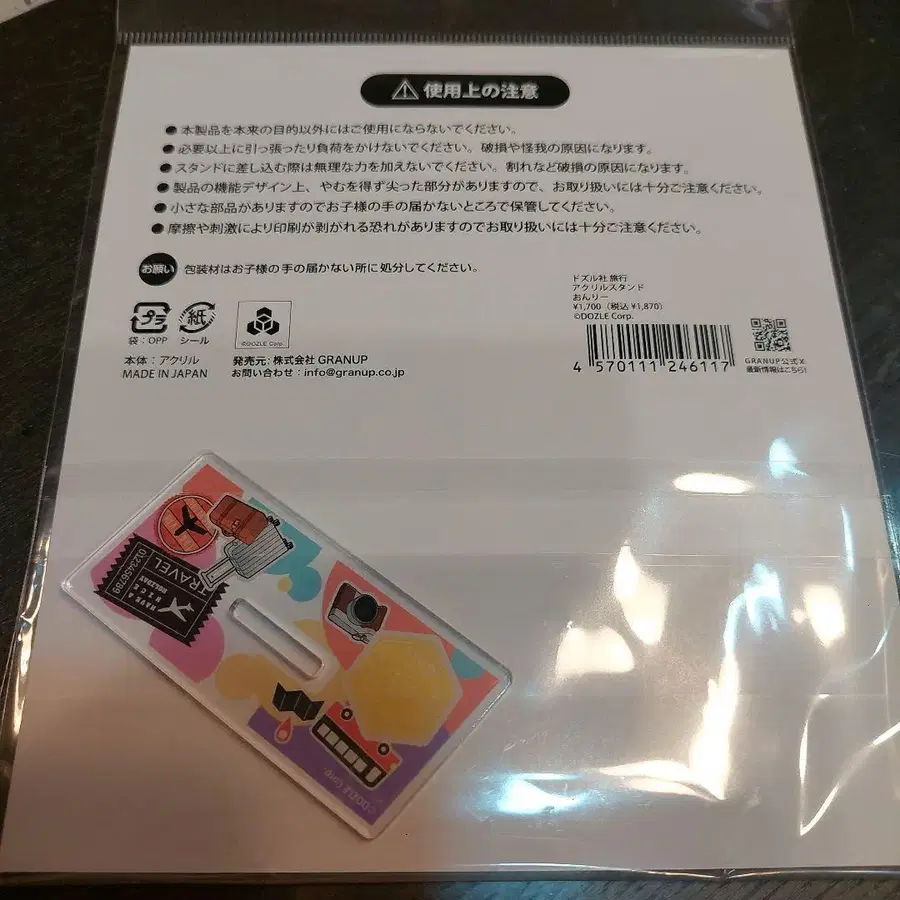 ⚠使用上の注意
●本製品を本来の目的以外にはご使用にならないでください。
●必要以上に引っ張ったり負荷をかけないでください。破損や怪我の原因になります。
●スタンドに差し込む際は無理な力を加えないでください。割れなど破損の原因になります。
●製品の機能デザイン上、やむを得ず尖った部分がありますので、お取り扱いには十分ご注意ください。
●小さな部品がありますのでお子様の手の届かないところで保管してください。
●摩擦や刺激により印刷が剥がれる恐れがありますのでお取り扱いには十分ご注意ください。
お願い 包装材はお子様の手の届かない所に処分してください。
プラ
袋：OPP
紙
シール
©DOZLE Corp.
本体：アクリル
MADE IN JAPAN
発売元：株式会社 GRANUP
お問い合わせ：info@granup.co.jp
ドズル社 旅行
アクリルスタンド
おんりー
¥1,700（税込 ¥1,870）
©DOZLE Corp.
4 570111 246117
GRANUP公式X
最新情報はこちら!
TRAVEL
HAVE A
NICE
HOLIDAY
0123456789
©DOZLE Corp.